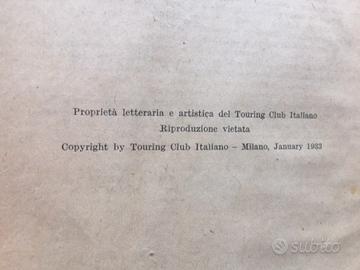 Proprietà letteraria e artistica del Touring Club Italiano
Riproduzione vietata
Copyright by Touring Club Italiano – Milano, January 1933
subito